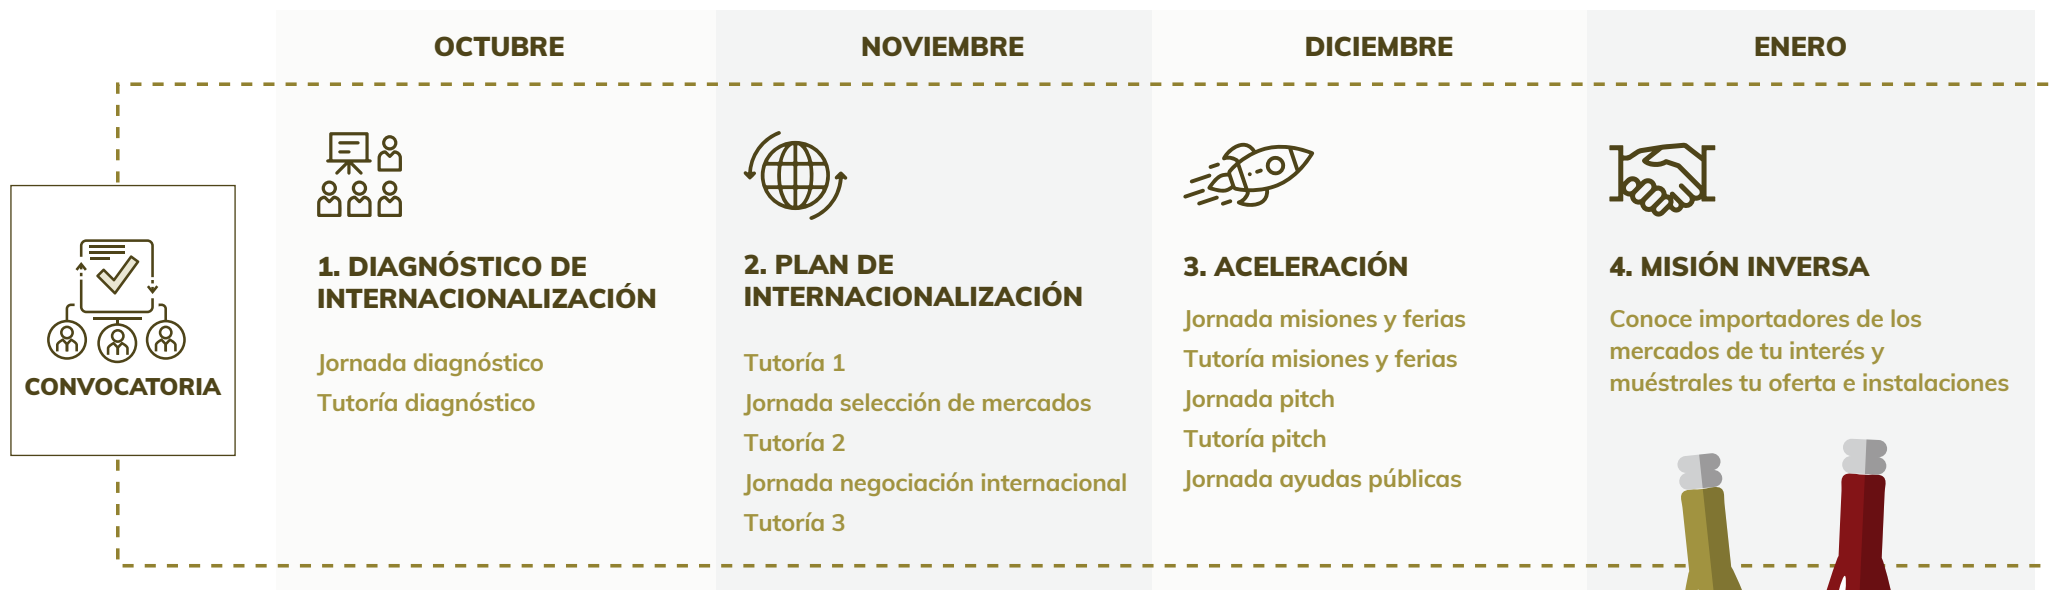 OCTUBRE
NOVIEMBRE
DICIEMBRE
ENERO
CONVOCATORIA
1. DIAGNÓSTICO DE
INTERNACIONALIZACIÓN
Jornada diagnóstico
Tutoría diagnóstico
2. PLAN DE
INTERNACIONALIZACIÓN
Tutoría 1
Jornada selección de mercados
Tutoría 2
Jornada negociación internacional
Tutoría 3
3. ACELERACIÓN
Jornada misiones y ferias
Tutoría misiones y ferias
Jornada pitch
Tutoría pitch
Jornada ayudas públicas
4. MISIÓN INVERSA
Conoce importadores de los
mercados de tu interés y
muéstrales tu oferta e instalaciones